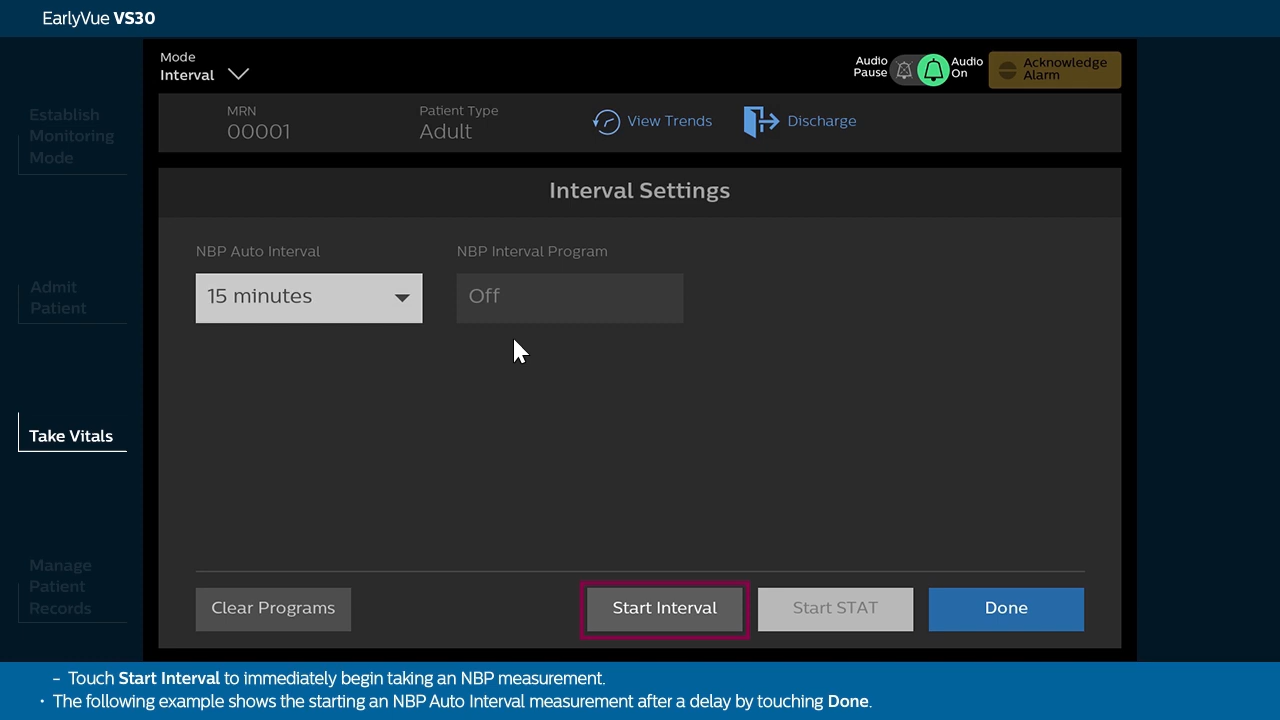 EarlyVue VS30
Mode
Interval
Audio
Pause
Audio
On
Acknowledge
Alarm
Establish
Monitoring
Mode
MRN
00001
Patient Type
Adult
View Trends
Discharge
Interval Settings
NBP Auto Interval
NBP Interval Program
15 minutes
Off
Admit
Patient
Take Vitals
Manage
Patient
Records
Clear Programs
Start Interval
Start STAT
Done
– Touch Start Interval to immediately begin taking an NBP measurement.
• The following example shows the starting an NBP Auto Interval measurement after a delay by touching Done.